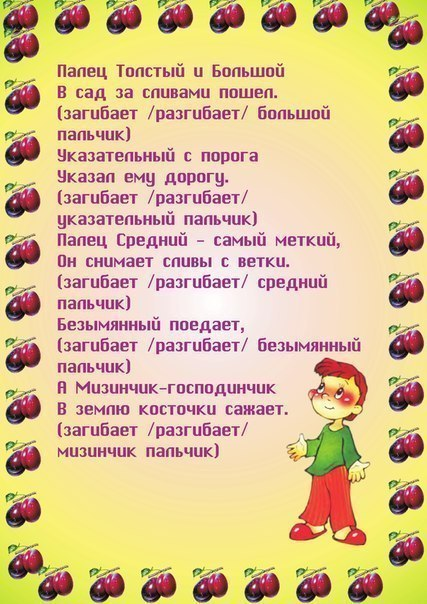 Палец Толстый и Большой
В сад за сливами пошел.
(загибает /разгибает/ большой
пальчик)
Указательный с порога
Указал ему дорогу.
(загибает /разгибает/
указательный пальчик)
Палец Средний - самый меткий,
Он снимает сливы с ветки.
(загибает /разгибает/ средний
пальчик)
Безымянный поедает,
(загибает /разгибает/ безымянный
пальчик)
А Мизинчик-господинчик
В землю косточки сажает.
(загибает /разгибает/
мизинчик пальчик)